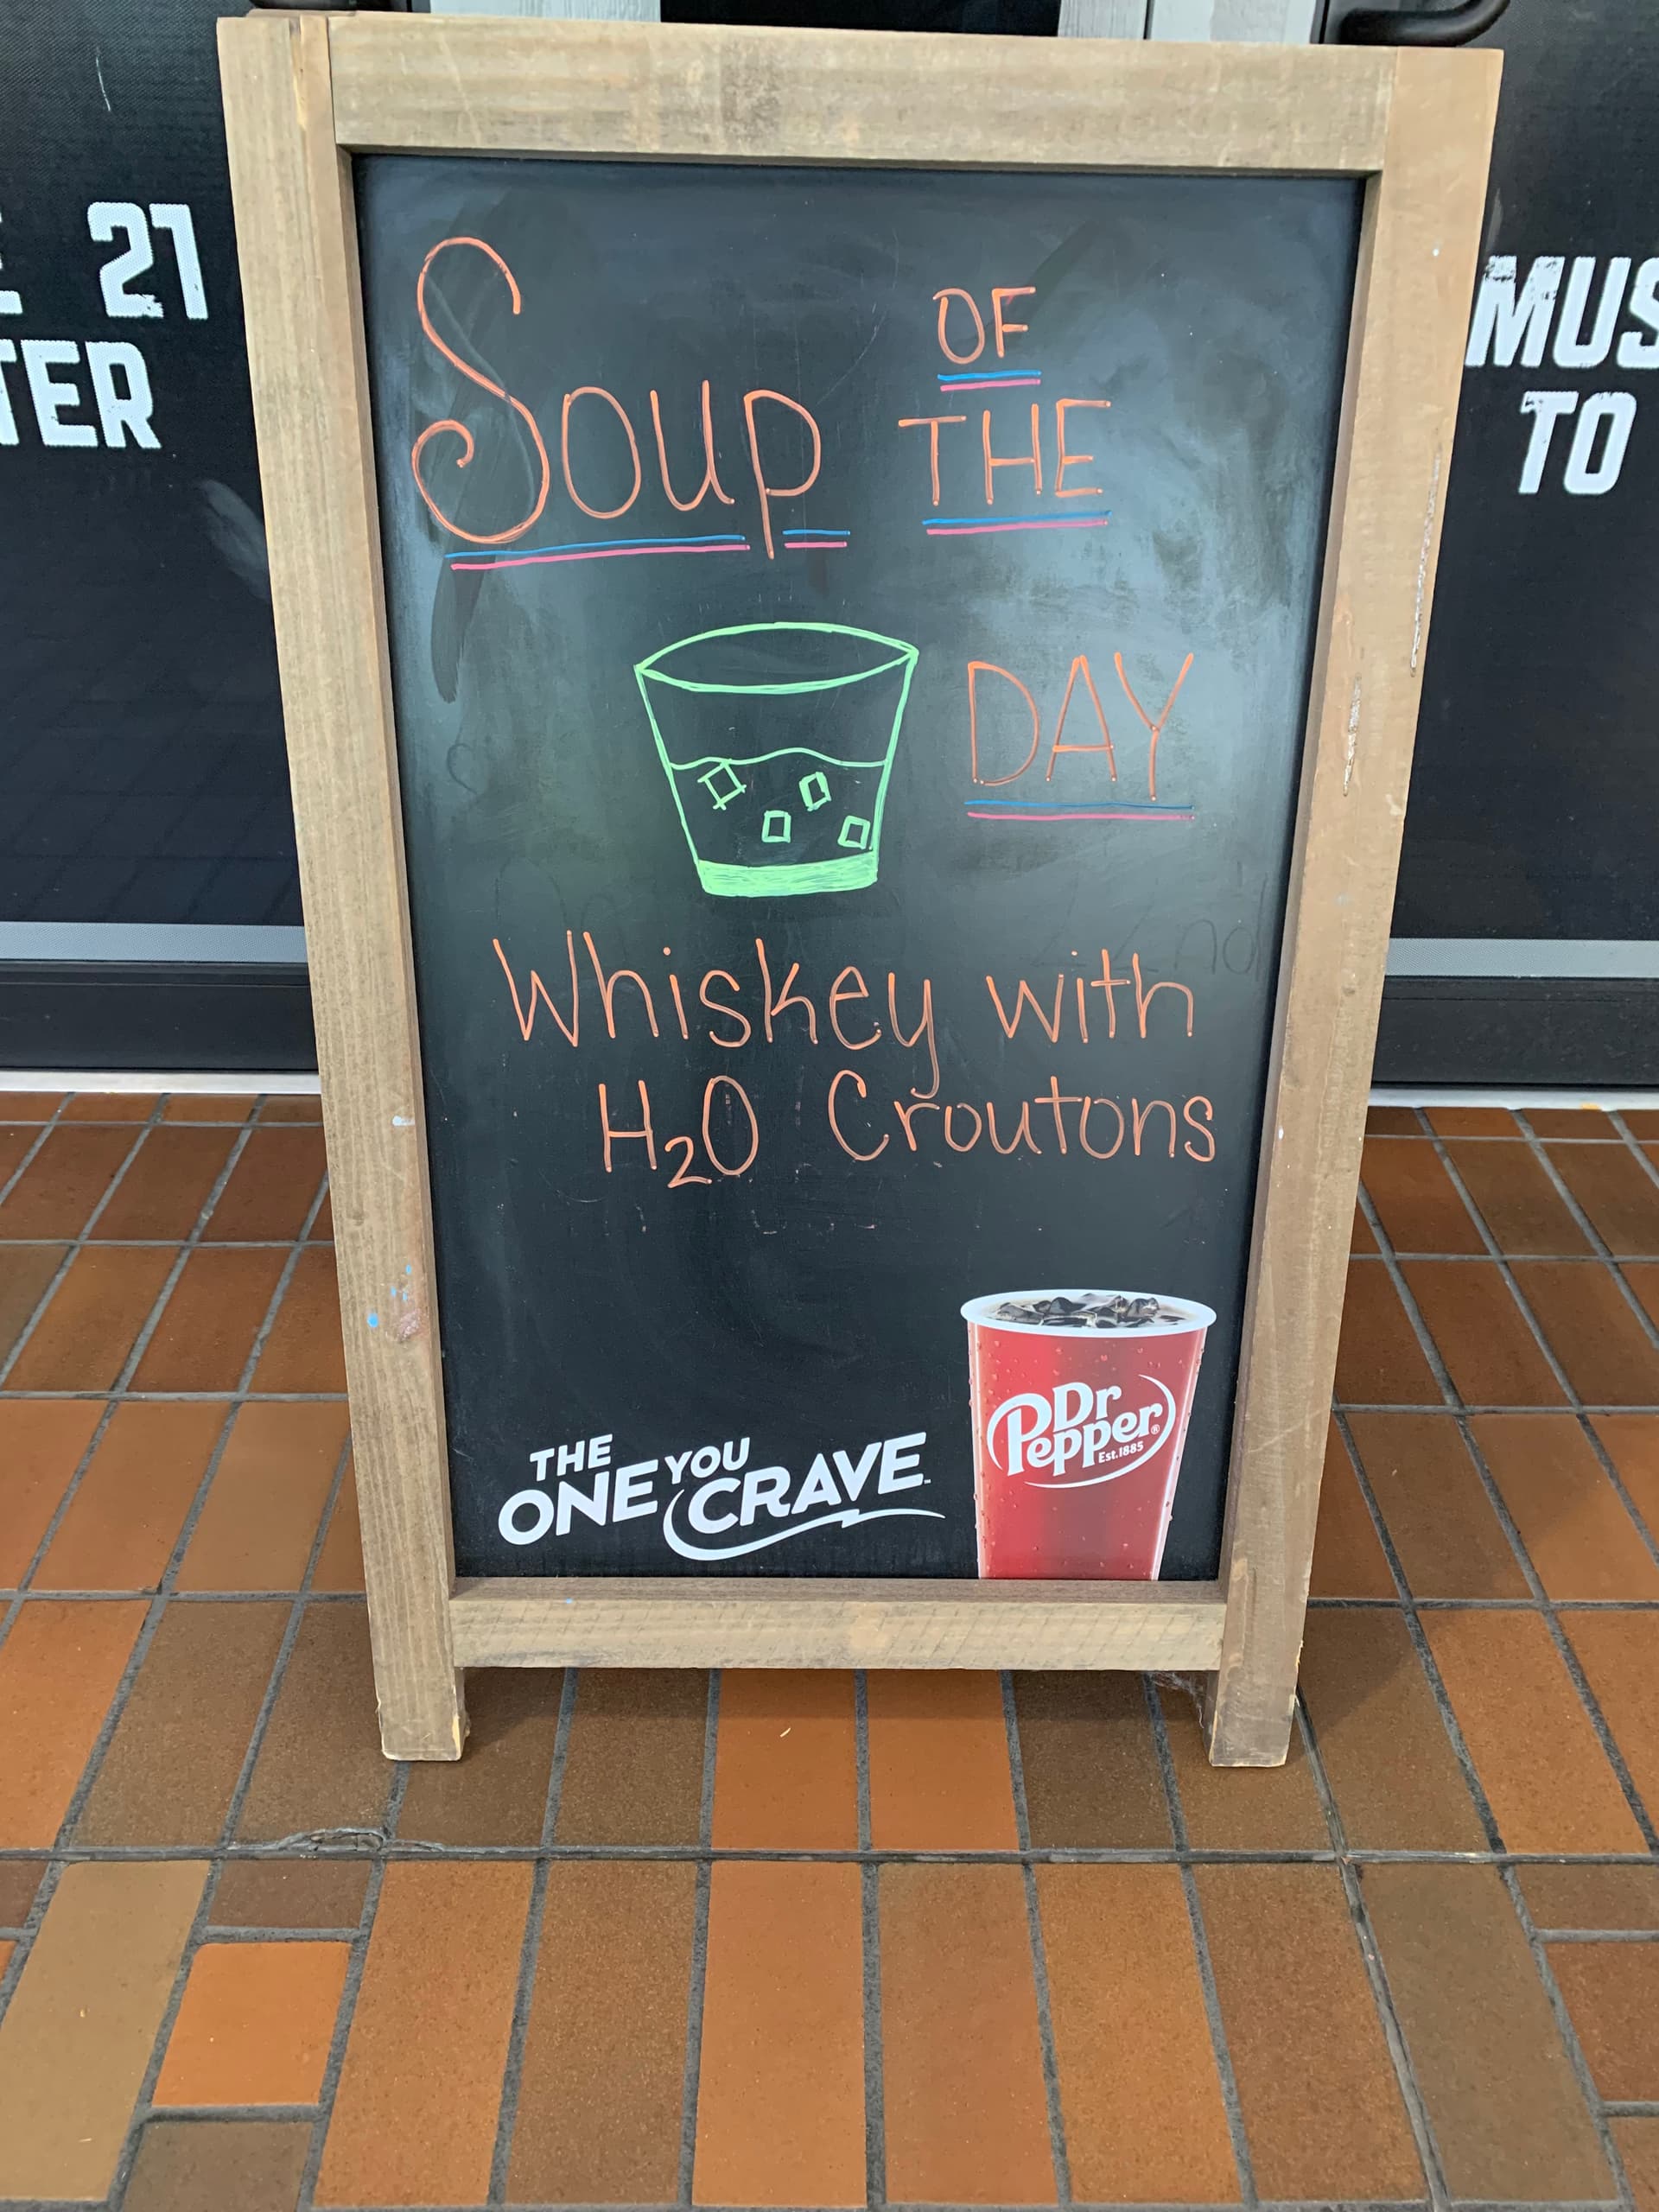 21
TER
MUS
TO
Soup OF
THE
DAY
Whiskey with
H₂O Croutons
THE
ONE YOU
CRAVE™
Dr
Pepper®
Est.1885